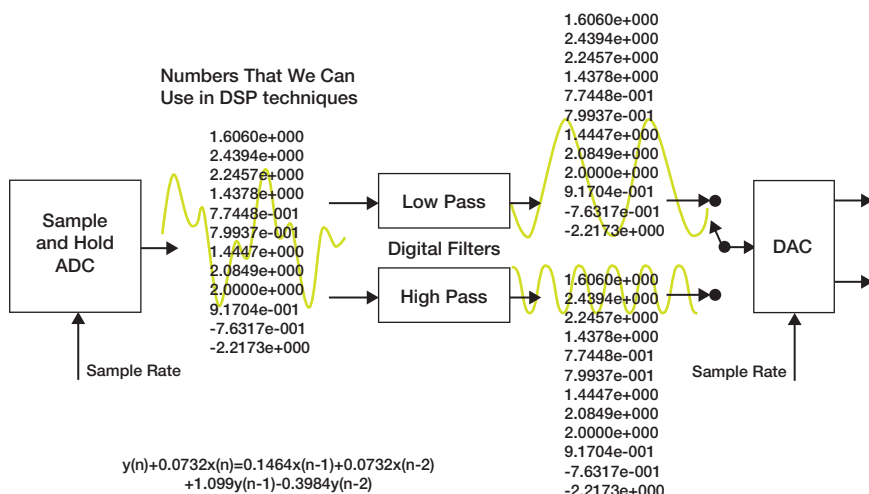 Numbers That We Can
Use in DSP techniques
1.6060e+000
2.4394e+000
2.2457e+000
1.4378e+000
7.7448e-001
7.9937e-001
1.4447e+000
2.0849e+000
2.0000e+000
9.1704e-001
-7.6317e-001
-2.2173e+000
Sample
and Hold
ADC
Sample Rate
Low Pass
Digital Filters
High Pass
1.6060e+000
2.4394e+000
2.2457e+000
1.4378e+000
7.7448e-001
7.9937e-001
1.4447e+000
2.0849e+000
2.0000e+000
9.1704e-001
-7.6317e-001
-2.2173e+000
1.6060e+000
2.4394e+000
2.2457e+000
1.4378e+000
7.7448e-001
7.9937e-001
1.4447e+000
2.0849e+000
2.0000e+000
9.1704e-001
-7.6317e-001
-2.2173e+000
DAC
Sample Rate
y(n)+0.0732x(n)=0.1464x(n-1)+0.0732x(n-2)
+1.099y(n-1)-0.3984y(n-2)